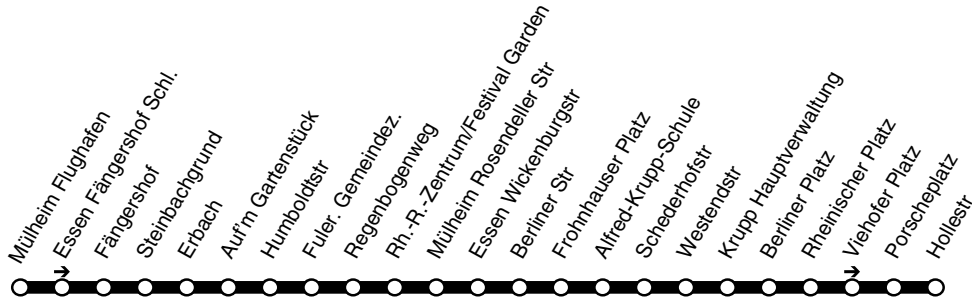 Mülheim Flughafen
Essen Fängershof Schl.
Fängershof
Steinbachgrund
Erbach
Auf'm Gartenstück
Humboldtstr
Fuler. Gemeindez.
Regenbogenweg
Rh.-R.-Zentrum/Festival Garden
Mülheim Rosendeller Str
Essen Wickenburgstr
Berliner Str
Frohnhauser Platz
Alfred-Krupp-Schule
Schederhofstr
Westendstr
Krupp Hauptverwaltung
Berliner Platz
Rheinischer Platz
Viehofer Platz
Porscheplatz
Hollestr